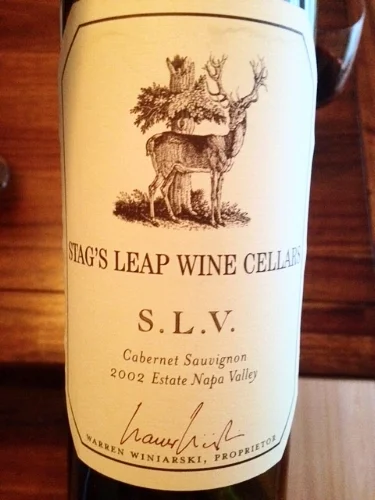 STAG'S LEAP WINE CELLARS
S.L.V.
Cabernet Sauvignon
2002 Estate Napa Valley
WARREN WINIARSKI, PROPRIETOR